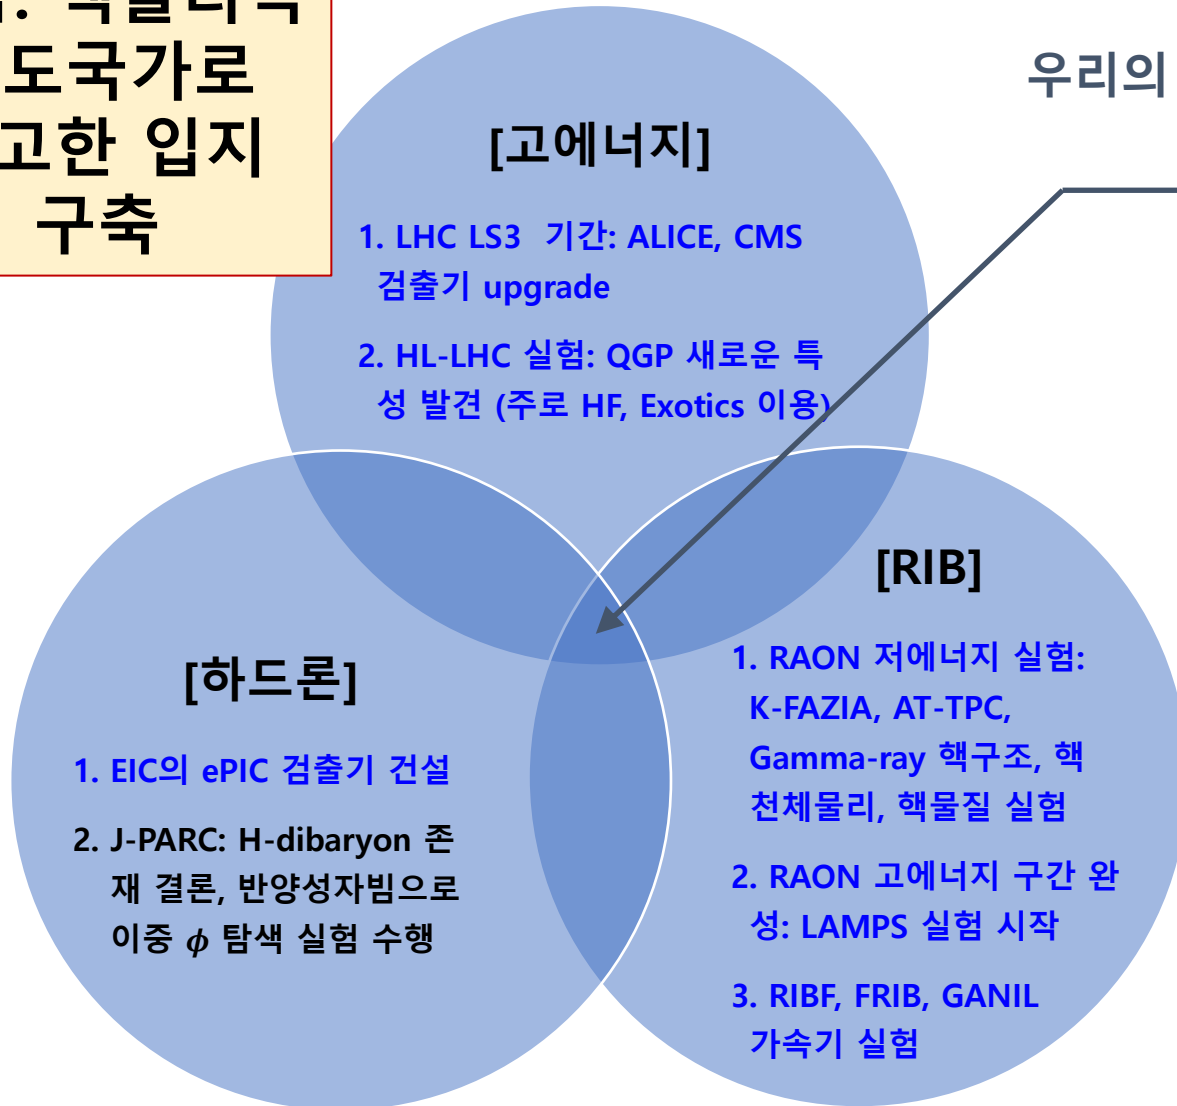 도국가로
고한 입지
구축
우리의
[고에너지]
1. LHC LS3 기간: ALICE, CMS
검출기 upgrade
2. HL-LHC 실험: QGP 새로운 특
성 발견 (주로 HF, Exotics 이용)
[하드론]
1. EIC의 ePIC 검출기 건설
2. J-PARC: H-dibaryon 존
재 결론, 반양성자빔으로
이중 ϕ 탐색 실험 수행
[RIB]
1. RAON 저에너지 실험:
K-FAZIA, AT-TPC,
Gamma-ray 핵구조, 핵
천체물리, 핵물질 실험
2. RAON 고에너지 구간 완
성: LAMPS 실험 시작
3. RIBF, FRIB, GANIL
가속기 실험